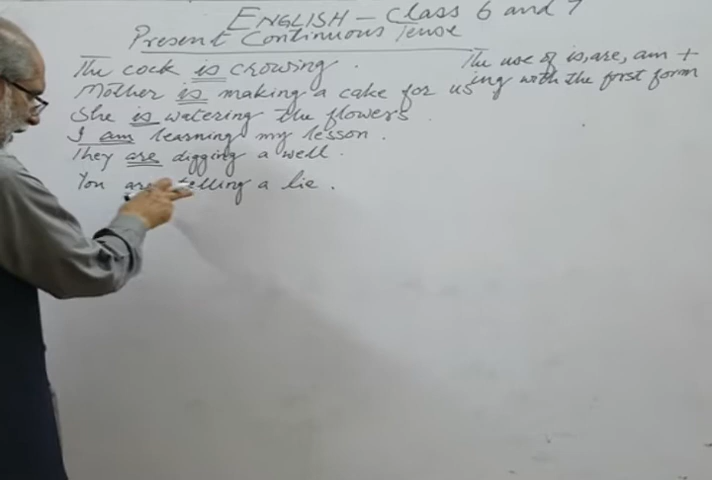 ENGLISH – Class 6 and 7
Present Continuous Tense
The cock is crowing.
The use of is, are, am +
ing with the first form
Mother is making a cake for us
She is watering the flowers.
I am learning my lesson.
They are digging a well.
You are telling a lie.